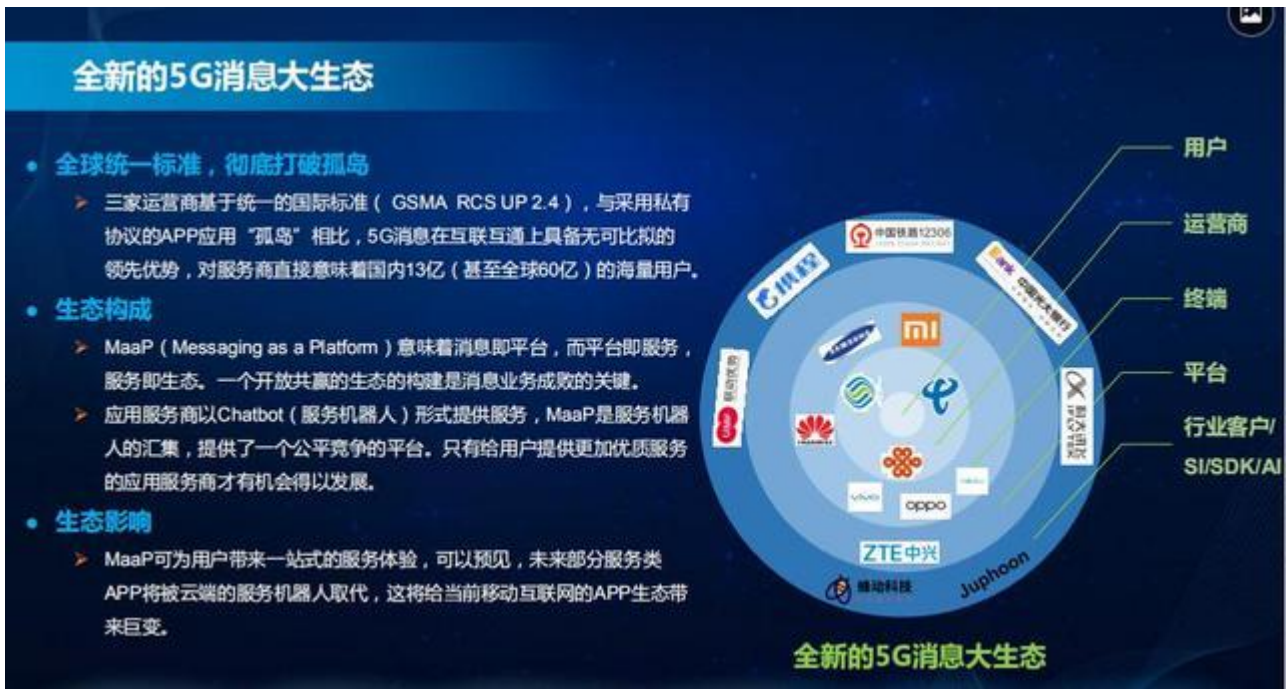 全新的5G消息大生态
全球统一标准，彻底打破孤岛
三家运营商基于统一的国际标准（ GSMA RCS UP 2.4），与采用私有
协议的APP应用“孤岛”相比，5G消息在互联互通上具备无可比拟的
领先优势，对服务商直接意味着国内13亿（甚至全球60亿）的海量用户。
生态构成
MaaP（Messaging as a Platform）意味着消息即平台，而平台即服务，
服务即生态。一个开放共赢的生态的构建是消息业务成败的关键。
应用服务商以Chatbot（服务机器人）形式提供服务，MaaP是服务机器
人的汇集，提供了一个公平竞争的平台。只有给用户提供更加优质服务
的应用服务商才有机会得以发展。
生态影响
MaaP可为用户带来一站式的服务体验，可以预见，未来部分服务类
APP将被云端的服务机器人取代，这将给当前移动互联网的APP生态带
来巨变。
用户
运营商
终端
平台
行业客户/
SI/SDK/AI
中国铁路12306
携程
Bank 中国光大银行
SAMSUNG
mi
联动优势
科大讯飞
IFLYTEK
HUAWEI
vivo
oppo
ZTE中兴
Juphoon
全新的5G消息大生态